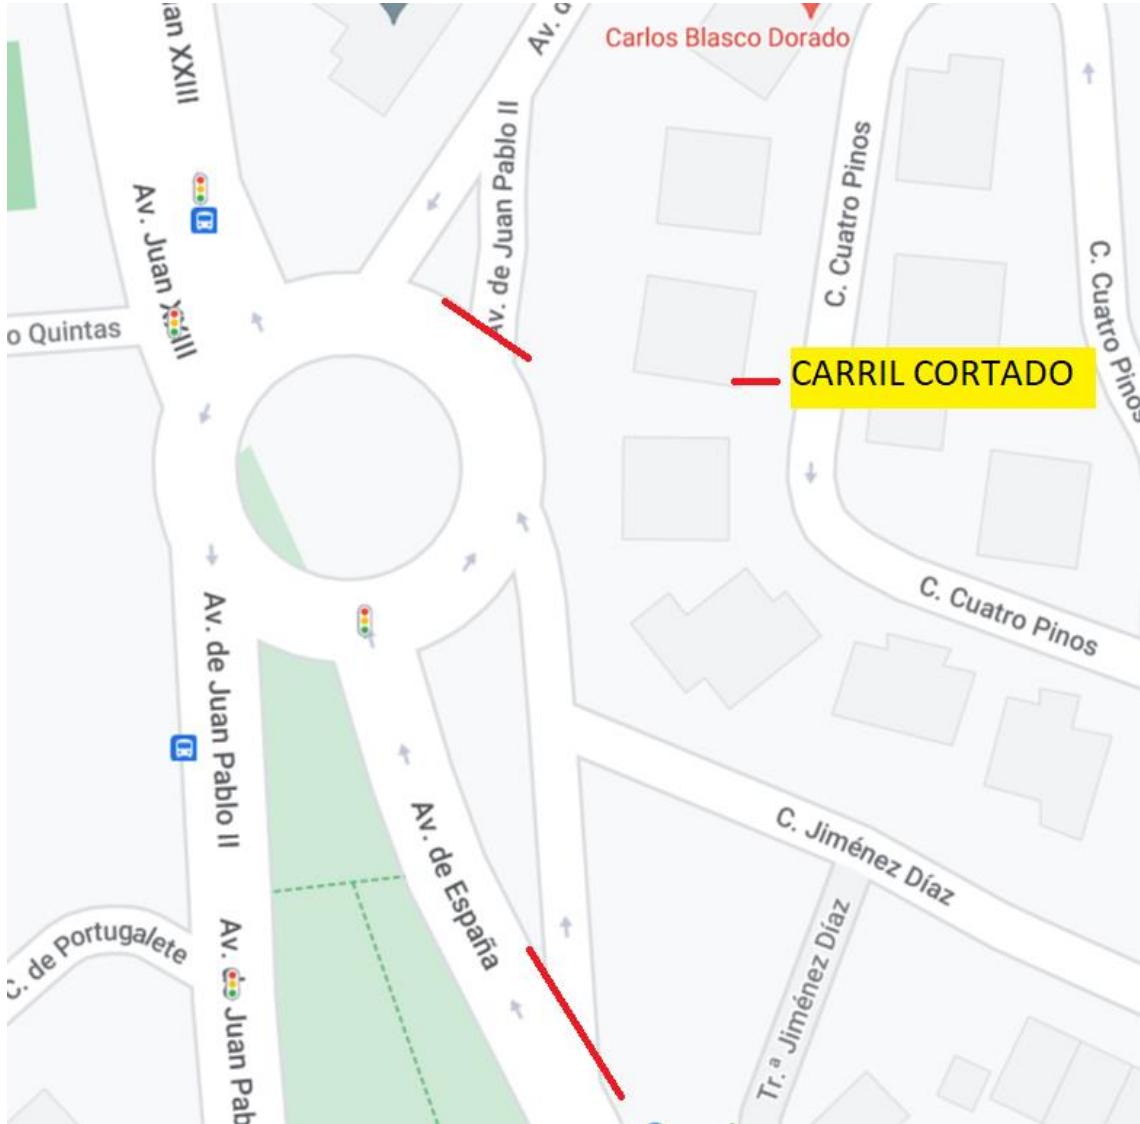 an XXIII
Av. d
Carlos Blasco Dorado
Av. de Juan Pablo II
C. Cuatro Pinos
C. Cuatro Pinos
Av. Juan XXIII
o Quintas
CARRIL CORTADO
C. Cuatro Pinos
Av. de Juan Pablo II
C. Jiménez Díaz
Av. de España
Tr.ª Jiménez Díaz
C. de Portugalete
Av. de Juan Pab